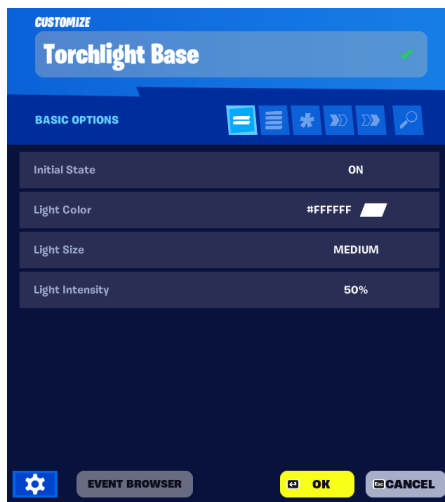 CUSTOMIZE
Torchlight Base
BASIC OPTIONS
Initial State ON
Light Color #FFFFFF
Light Size MEDIUM
Light Intensity 50%
EVENT BROWSER OK Esc CANCEL